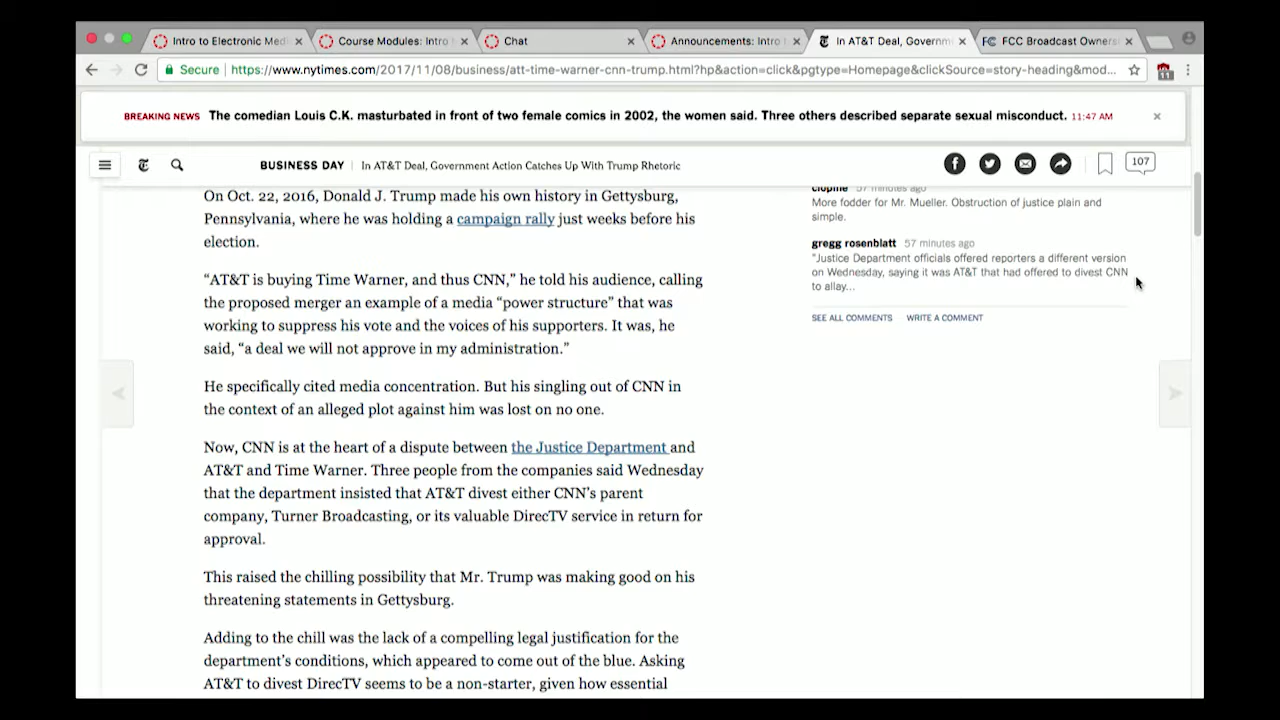 Intro to Electronic Med
Course Modules: Intro
Chat
Announcements: Intro
In AT&T Deal, Governm
FCC Broadcast Owners
Secure
https://www.nytimes.com/2017/11/08/business/att-time-warner-cnn-trump.html?hp&action=click&pgtype=Homepage&clickSource=story-heading&mod...
11
BREAKING NEWS The comedian Louis C.K. masturbated in front of two female comics in 2002, the women said. Three others described separate sexual misconduct. 11:47 AM
BUSINESS DAY In AT&T Deal, Government Action Catches Up With Trump Rhetoric
107
On Oct. 22, 2016, Donald J. Trump made his own history in Gettysburg,
Pennsylvania, where he was holding a campaign rally just weeks before his
election.
“AT&T is buying Time Warner, and thus CNN,” he told his audience, calling
the proposed merger an example of a media “power structure” that was
working to suppress his vote and the voices of his supporters. It was, he
said, “a deal we will not approve in my administration.”
He specifically cited media concentration. But his singling out of CNN in
the context of an alleged plot against him was lost on no one.
Now, CNN is at the heart of a dispute between the Justice Department and
AT&T and Time Warner. Three people from the companies said Wednesday
that the department insisted that AT&T divest either CNN’s parent
company, Turner Broadcasting, or its valuable DirecTV service in return for
approval.
This raised the chilling possibility that Mr. Trump was making good on his
threatening statements in Gettysburg.
Adding to the chill was the lack of a compelling legal justification for the
department’s conditions, which appeared to come out of the blue. Asking
AT&T to divest DirecTV seems to be a non-starter, given how essential
57 minutes ago
More fodder for Mr. Mueller. Obstruction of justice plain and
simple.
gregg rosenblatt 57 minutes ago
"Justice Department officials offered reporters a different version
on Wednesday, saying it was AT&T that had offered to divest CNN
to allay...
SEE ALL COMMENTS WRITE A COMMENT